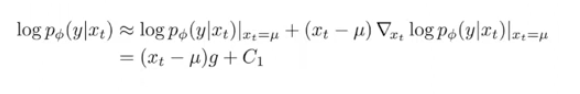 log p_ϕ(y|x_t) ≈ log p_ϕ(y|x_t)|_{x_t=μ} + (x_t − μ) ∇_{x_t} log p_ϕ(y|x_t)|_{x_t=μ}
= (x_t − μ)g + C_1